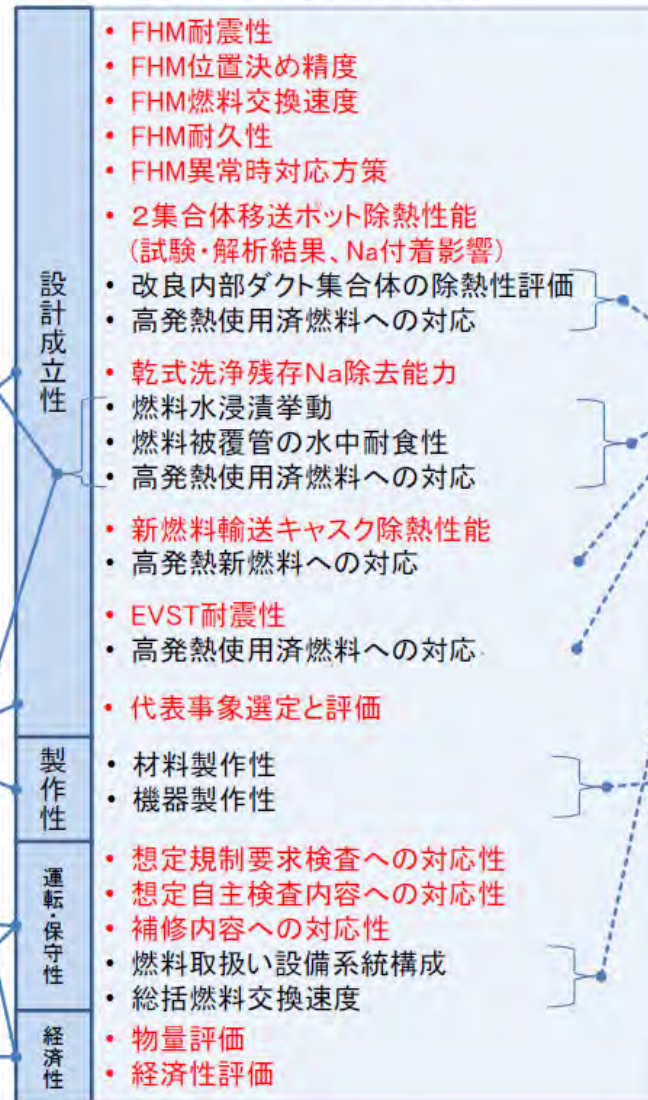 設計成立性
• FHM耐震性
• FHM位置決め精度
• FHM燃料交換速度
• FHM耐久性
• FHM異常時対応方策
• 2集合体移送ポット除熱性能
(試験・解析結果、Na付着影響)
• 改良内部ダクト集合体の除熱性評価
• 高発熱使用済燃料への対応
• 乾式洗浄残存Na除去能力
• 燃料水浸漬挙動
• 燃料被覆管の水中耐食性
• 高発熱使用済燃料への対応
• 新燃料輸送キャスク除熱性能
• 高発熱新燃料への対応
• EVST耐震性
• 高発熱使用済燃料への対応
• 代表事象選定と評価
製作性
• 材料製作性
• 機器製作性
運転・保守性
• 想定規制要求検査への対応性
• 想定自主検査内容への対応性
• 補修内容への対応性
• 燃料取扱い設備系統構成
• 総括燃料交換速度
経済性
• 物量評価
• 経済性評価